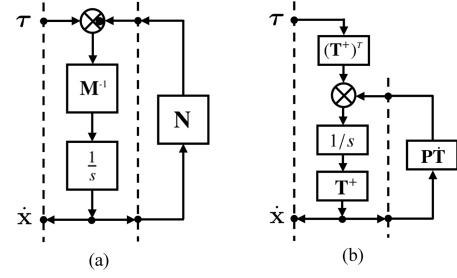 τ
M⁻¹
N
1/s
ẋ
(a)
τ
(T⁺)ᵀ
1/s
PṪ
T⁺
ẋ
(b)